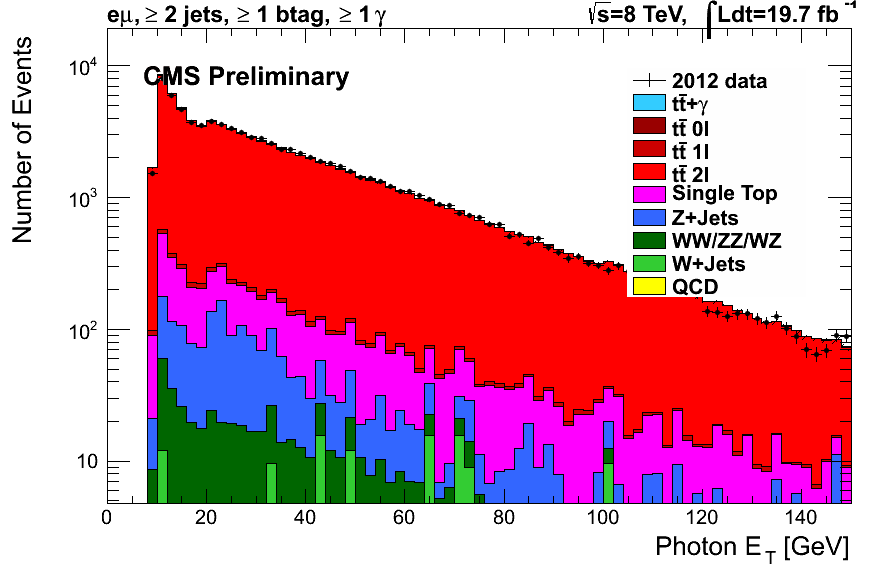 eμ, ≥ 2 jets, ≥ 1 btag, ≥ 1 γ
√s=8 TeV, ∫Ldt=19.7 fb⁻¹
CMS Preliminary
2012 data
tt̄+γ
tt̄ 0l
tt̄ 1l
tt̄ 2l
Single Top
Z+Jets
WW/ZZ/WZ
W+Jets
QCD
Number of Events
10⁴
10³
10²
10
0 20 40 60 80 100 120 140
Photon E_T [GeV]